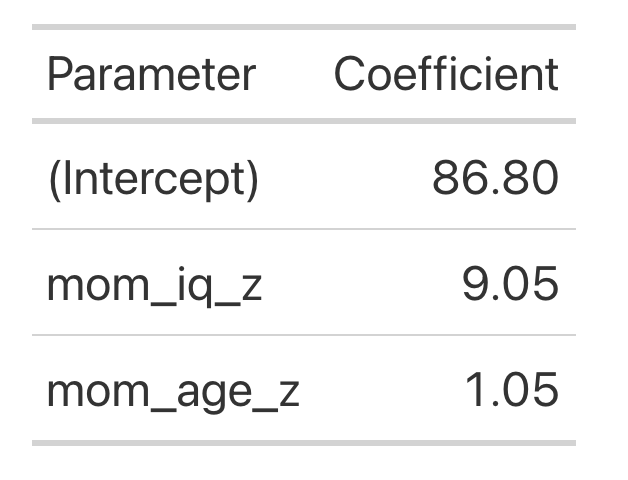 Parameter Coefficient
(Intercept) 86.80
mom_iq_z 9.05
mom_age_z 1.05